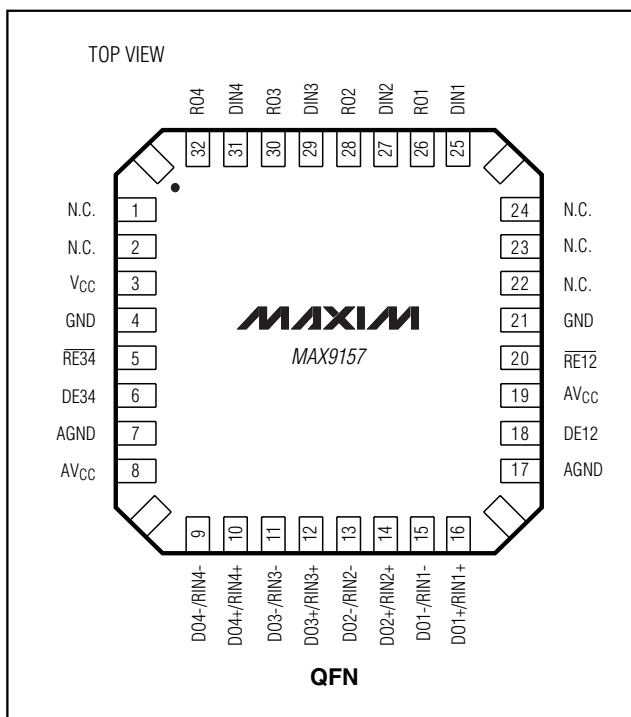 TOP VIEW
RO4 DIN4 RO3 DIN3 RO2 DIN2 RO1 DIN1
32 31 30 29 28 27 26 25
N.C. 1 24 N.C.
N.C. 2 23 N.C.
VCC 3 22 N.C.
GND 4 21 GND
RE34 5 20 RE12
DE34 6 19 AVCC
AGND 7 18 DE12
AVCC 8 17 AGND
MAXIM
MAX9157
9 10 11 12 13 14 15 16
DO4-/RIN4- DO4+/RIN4+ DO3-/RIN3- DO3+/RIN3+ DO2-/RIN2- DO2+/RIN2+ DO1-/RIN1- DO1+/RIN1+
QFN